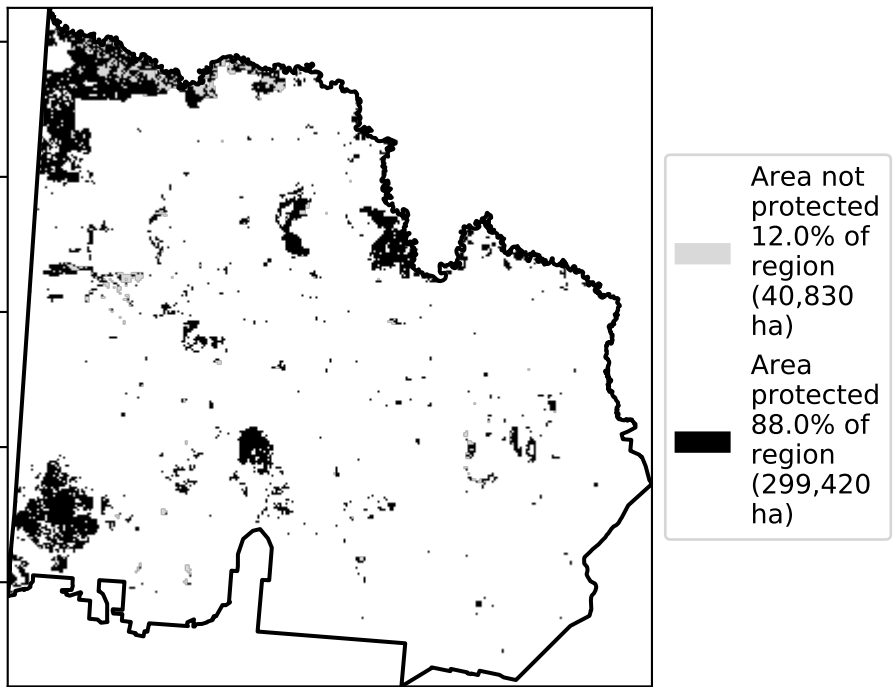 Area not
protected
12.0% of
region
(40,830
ha)
Area
protected
88.0% of
region
(299,420
ha)